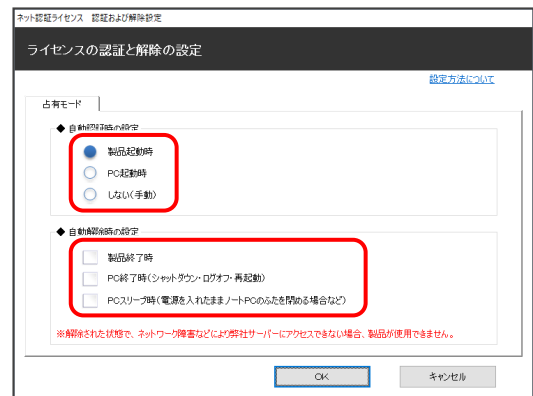 ネット認証ライセンス　認証および解除設定
ライセンスの認証と解除の設定
設定方法について
占有モード
◆ 自動認証時の設定
製品起動時
PC起動時
しない(手動)
◆ 自動解除時の設定
製品終了時
PC終了時(シャットダウン・ログオフ・再起動)
PCスリープ時(電源を入れたままノートPCのふたを閉める場合など)
※解除された状態で、ネットワーク障害などにより弊社サーバーにアクセスできない場合、製品が使用できません。
OK
キャンセル